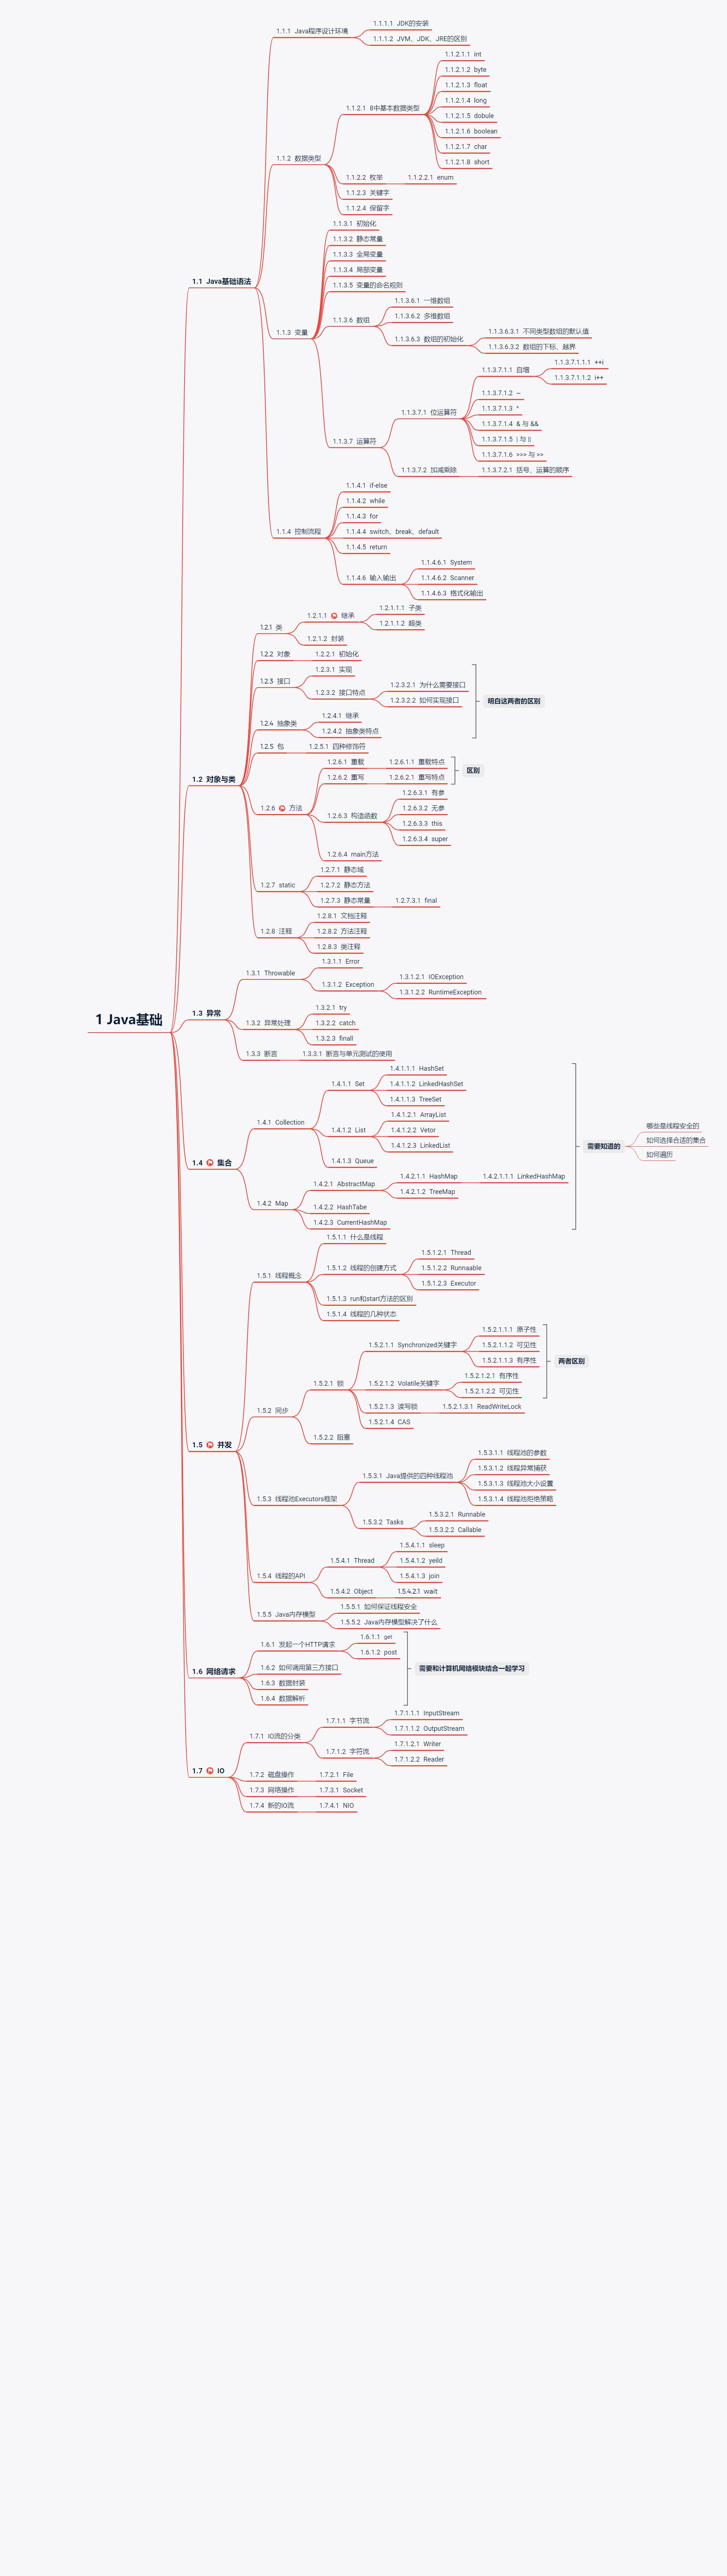 1 Java基础
1.1 Java基础语法
1.1.1 Java程序设计环境
1.1.1.1 JDK的安装
1.1.1.2 JVM、JDK、JRE的区别
1.1.2 数据类型
1.1.2.1 8中基本数据类型
1.1.2.1.1 int
1.1.2.1.2 byte
1.1.2.1.3 float
1.1.2.1.4 long
1.1.2.1.5 dobule
1.1.2.1.6 boolean
1.1.2.1.7 char
1.1.2.1.8 short
1.1.2.2 枚举
1.1.2.2.1 enum
1.1.2.3 关键字
1.1.2.4 保留字
1.1.3 变量
1.1.3.1 初始化
1.1.3.2 静态常量
1.1.3.3 全局变量
1.1.3.4 局部变量
1.1.3.5 变量的命名规则
1.1.3.6 数组
1.1.3.6.1 一维数组
1.1.3.6.2 多维数组
1.1.3.6.3 数组的初始化
1.1.3.6.3.1 不同类型数组的默认值
1.1.3.6.3.2 数组的下标、越界
1.1.3.7 运算符
1.1.3.7.1 位运算符
1.1.3.7.1.1 自增
1.1.3.7.1.1.1 ++i
1.1.3.7.1.1.2 i++
1.1.3.7.1.2 ~
1.1.3.7.1.3 ^
1.1.3.7.1.4 & 与 &&
1.1.3.7.1.5 | 与 ||
1.1.3.7.1.6 >>> 与 >>
1.1.3.7.2 加减乘除
1.1.3.7.2.1 括号、运算的顺序
1.1.4 控制流程
1.1.4.1 if-else
1.1.4.2 while
1.1.4.3 for
1.1.4.4 switch、break、default
1.1.4.5 return
1.1.4.6 输入输出
1.1.4.6.1 System
1.1.4.6.2 Scanner
1.1.4.6.3 格式化输出
1.2 对象与类
1.2.1 类
1.2.1.1 继承
1.2.1.1.1 子类
1.2.1.1.2 超类
1.2.1.2 封装
1.2.2 对象
1.2.2.1 初始化
1.2.3 接口
1.2.3.1 实现
1.2.3.2 接口特点
1.2.3.2.1 为什么需要接口
1.2.3.2.2 如何实现接口
1.2.4 抽象类
1.2.4.1 继承
1.2.4.2 抽象类特点
明白这两者的区别
1.2.5 包
1.2.5.1 四种修饰符
1.2.6 方法
1.2.6.1 重载
1.2.6.1.1 重载特点
1.2.6.2 重写
1.2.6.2.1 重写特点
区别
1.2.6.3 构造函数
1.2.6.3.1 有参
1.2.6.3.2 无参
1.2.6.3.3 this
1.2.6.3.4 super
1.2.6.4 main方法
1.2.7 static
1.2.7.1 静态域
1.2.7.2 静态方法
1.2.7.3 静态常量
1.2.7.3.1 final
1.2.8 注释
1.2.8.1 文档注释
1.2.8.2 方法注释
1.2.8.3 类注释
1.3 异常
1.3.1 Throwable
1.3.1.1 Error
1.3.1.2 Exception
1.3.1.2.1 IOException
1.3.1.2.2 RuntimeException
1.3.2 异常处理
1.3.2.1 try
1.3.2.2 catch
1.3.2.3 finall
1.3.3 断言
1.3.3.1 断言与单元测试的使用
1.4 集合
1.4.1 Collection
1.4.1.1 Set
1.4.1.1.1 HashSet
1.4.1.1.2 LinkedHashSet
1.4.1.1.3 TreeSet
1.4.1.2 List
1.4.1.2.1 ArrayList
1.4.1.2.2 Vetor
1.4.1.2.3 LinkedList
1.4.1.3 Queue
1.4.2 Map
1.4.2.1 AbstractMap
1.4.2.1.1 HashMap
1.4.2.1.1.1 LinkedHashMap
1.4.2.1.2 TreeMap
1.4.2.2 HashTabe
1.4.2.3 CurrentHashMap
需要知道的
哪些是线程安全的
如何选择合适的集合
如何遍历
1.5 并发
1.5.1 线程概念
1.5.1.1 什么是线程
1.5.1.2 线程的创建方式
1.5.1.2.1 Thread
1.5.1.2.2 Runnaable
1.5.1.2.3 Executor
1.5.1.3 run和start方法的区别
1.5.1.4 线程的几种状态
1.5.2 同步
1.5.2.1 锁
1.5.2.1.1 Synchronized关键字
1.5.2.1.1.1 原子性
1.5.2.1.1.2 可见性
1.5.2.1.1.3 有序性
1.5.2.1.2 Volatile关键字
1.5.2.1.2.1 有序性
1.5.2.1.2.2 可见性
两者区别
1.5.2.1.3 读写锁
1.5.2.1.3.1 ReadWriteLock
1.5.2.1.4 CAS
1.5.2.2 阻塞
1.5.3 线程池Executors框架
1.5.3.1 Java提供的四种线程池
1.5.3.1.1 线程池的参数
1.5.3.1.2 线程异常捕获
1.5.3.1.3 线程池大小设置
1.5.3.1.4 线程池拒绝策略
1.5.3.2 Tasks
1.5.3.2.1 Runnable
1.5.3.2.2 Callable
1.5.4 线程的API
1.5.4.1 Thread
1.5.4.1.1 sleep
1.5.4.1.2 yeild
1.5.4.1.3 join
1.5.4.2 Object
1.5.4.2.1 wait
1.5.5 Java内存模型
1.5.5.1 如何保证线程安全
1.5.5.2 Java内存模型解决了什么
1.6 网络请求
1.6.1 发起一个HTTP请求
1.6.1.1 get
1.6.1.2 post
1.6.2 如何调用第三方接口
1.6.3 数据封装
1.6.4 数据解析
需要和计算机网络模块结合一起学习
1.7 IO
1.7.1 IO流的分类
1.7.1.1 字节流
1.7.1.1.1 InputStream
1.7.1.1.2 OutputStream
1.7.1.2 字符流
1.7.1.2.1 Writer
1.7.1.2.2 Reader
1.7.2 磁盘操作
1.7.2.1 File
1.7.3 网络操作
1.7.3.1 Socket
1.7.4 新的IO流
1.7.4.1 NIO